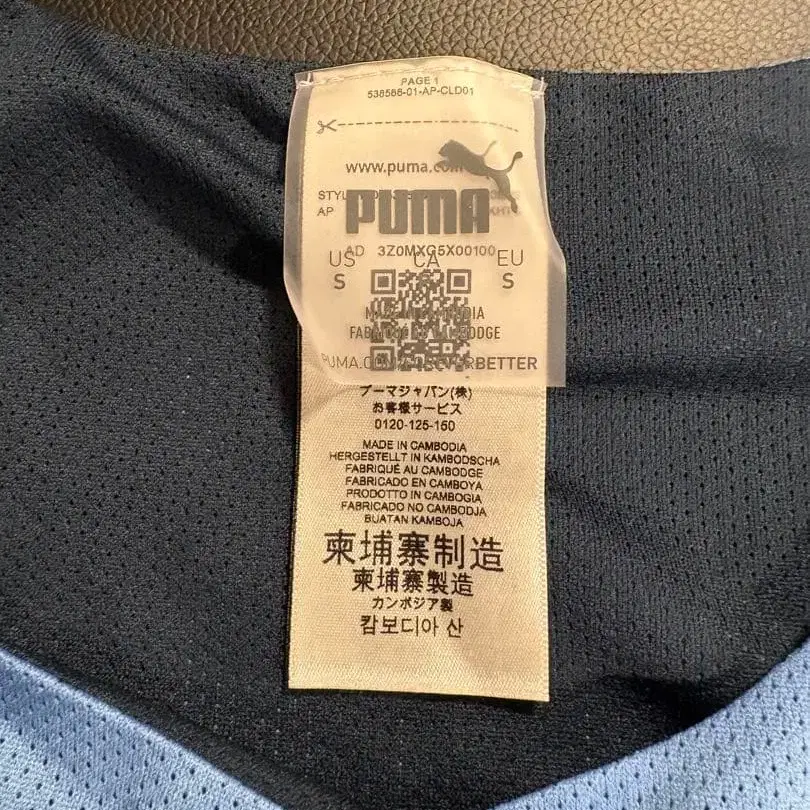 PAGE 1
538586-01-AP-CLD01
www.puma.com
AP
PUMA
AD 3Z0MXG5X00100
US CA EU
S S
BETTER
プーマジャパン(株)
お客様サービス
0120-125-150
MADE IN CAMBODIA
HERGESTELLT IN KAMBODSCHA
FABRIQUÉ AU CAMBODGE
FABRICADO EN CAMBOYA
PRODOTTO IN CAMBOGIA
FABRICADO NO CAMBODJA
BUATAN KAMBOJA
柬埔寨制造
柬埔寨製造
カンボジア製
캄보디아 산